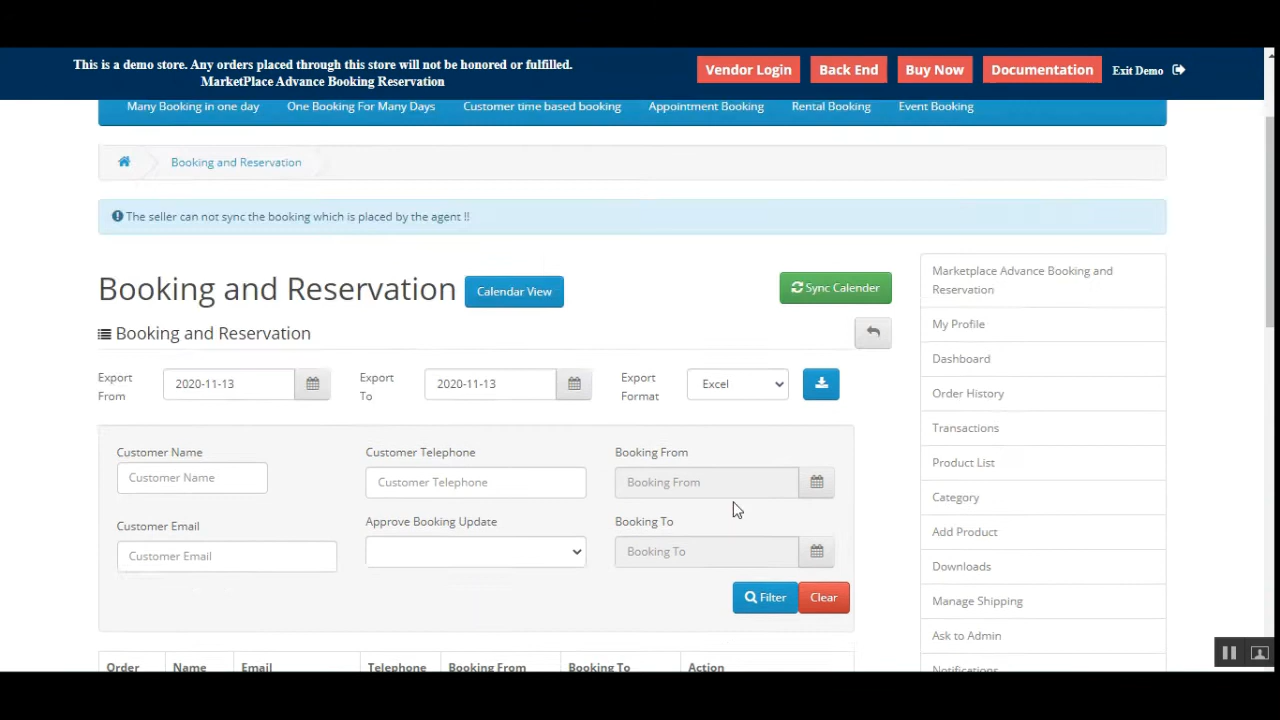 This is a demo store. Any orders placed through this store will not be honored or fulfilled.
MarketPlace Advance Booking Reservation
Vendor Login
Back End
Buy Now
Documentation
Exit Demo
Many Booking in one day
One Booking For Many Days
Customer time based booking
Appointment Booking
Rental Booking
Event Booking
Booking and Reservation
The seller can not sync the booking which is placed by the agent !!
Booking and Reservation
Calendar View
Sync Calender
Booking and Reservation
Export
From
2020-11-13
Export
To
2020-11-13
Export
Format
Excel
Customer Name
Customer Name
Customer Telephone
Customer Telephone
Booking From
Booking From
Customer Email
Customer Email
Approve Booking Update
Booking To
Booking To
Filter
Clear
Order
Name
Email
Telephone
Booking From
Booking To
Action
Marketplace Advance Booking and
Reservation
My Profile
Dashboard
Order History
Transactions
Product List
Category
Add Product
Downloads
Manage Shipping
Ask to Admin
Notifications